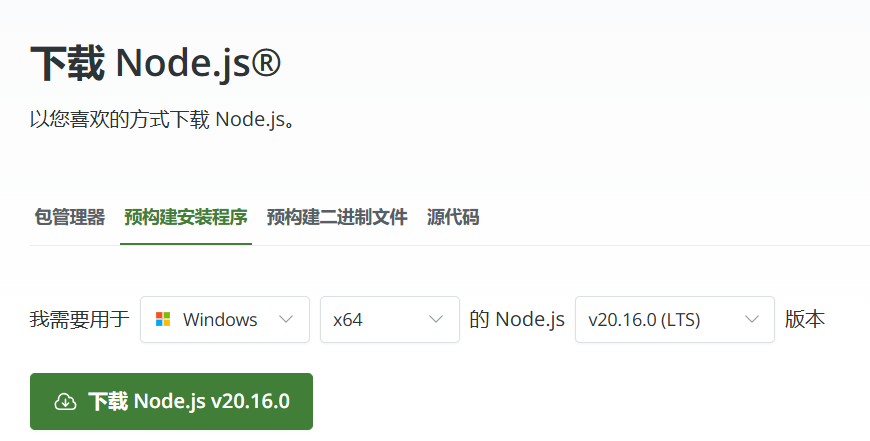 下载 Node.js®
以您喜欢的方式下载 Node.js。
包管理器 预构建安装程序 预构建二进制文件 源代码
我需要用于 Windows x64 的 Node.js v20.16.0 (LTS) 版本
下载 Node.js v20.16.0